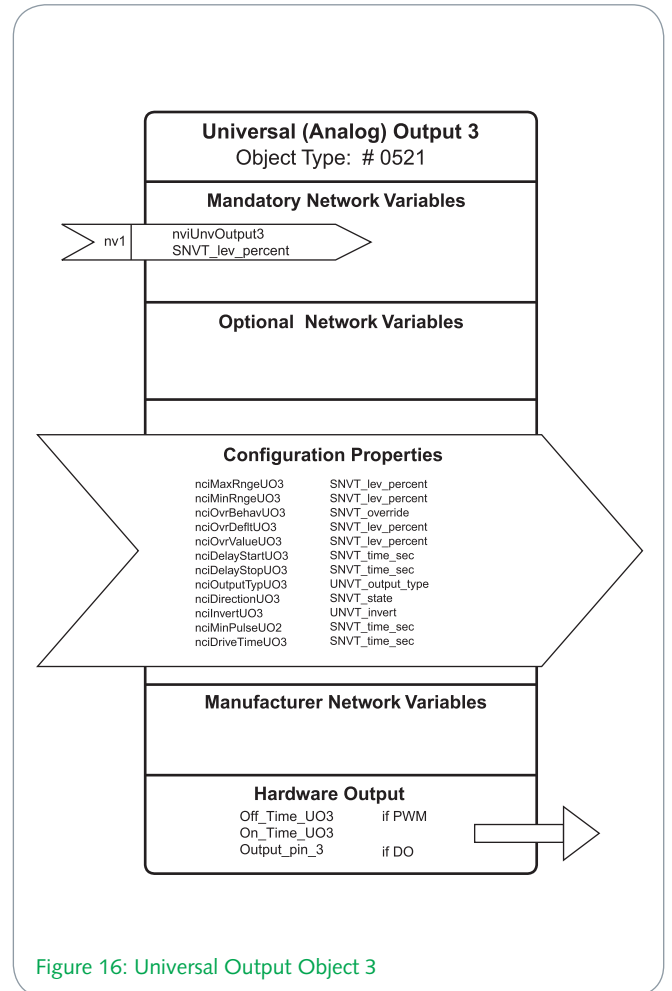 Universal (Analog) Output 3
Object Type: # 0521
Mandatory Network Variables
nv1
nviUnvOutput3
SNVT_lev_percent
Optional Network Variables
Configuration Properties
nciMaxRngeUO3 SNVT_lev_percent
nciMinRngeUO3 SNVT_lev_percent
nciOvrBehavUO3 SNVT_override
nciOvrDefltUO3 SNVT_lev_percent
nciOvrValueUO3 SNVT_lev_percent
nciDelayStartUO3 SNVT_time_sec
nciDelayStopUO3 SNVT_time_sec
nciOutputTypUO3 UNVT_output_type
nciDirectionUO3 SNVT_state
nciInvertUO3 UNVT_invert
nciMinPulseUO2 SNVT_time_sec
nciDriveTimeUO3 SNVT_time_sec
Manufacturer Network Variables
Hardware Output
Off_Time_UO3 if PWM
On_Time_UO3
Output_pin_3 if DO
Figure 16: Universal Output Object 3